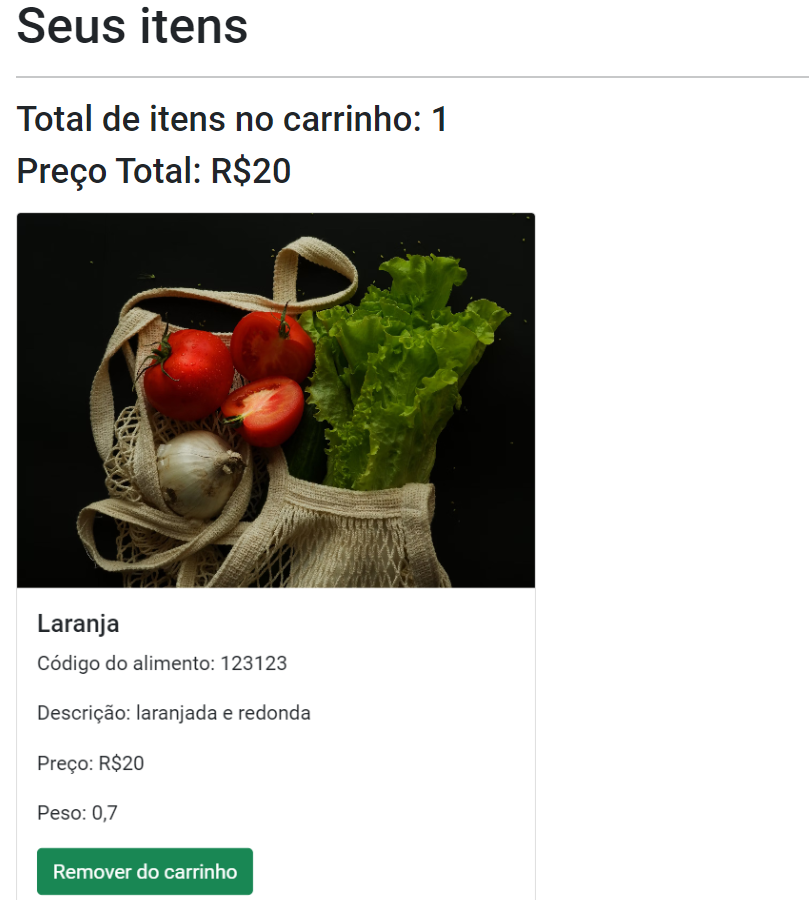 Seus itens
Total de itens no carrinho: 1
Preço Total: R$20
Laranja
Código do alimento: 123123
Descrição: laranjada e redonda
Preço: R$20
Peso: 0,7
Remover do carrinho